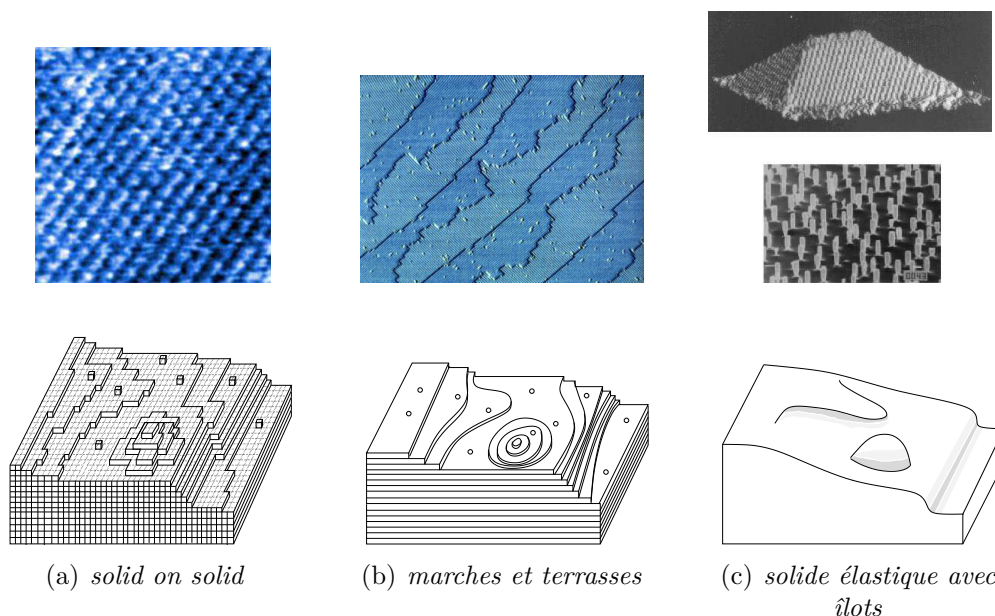 (a) solid on solid
(b) marches et terrasses
(c) solide élastique avec
îlots